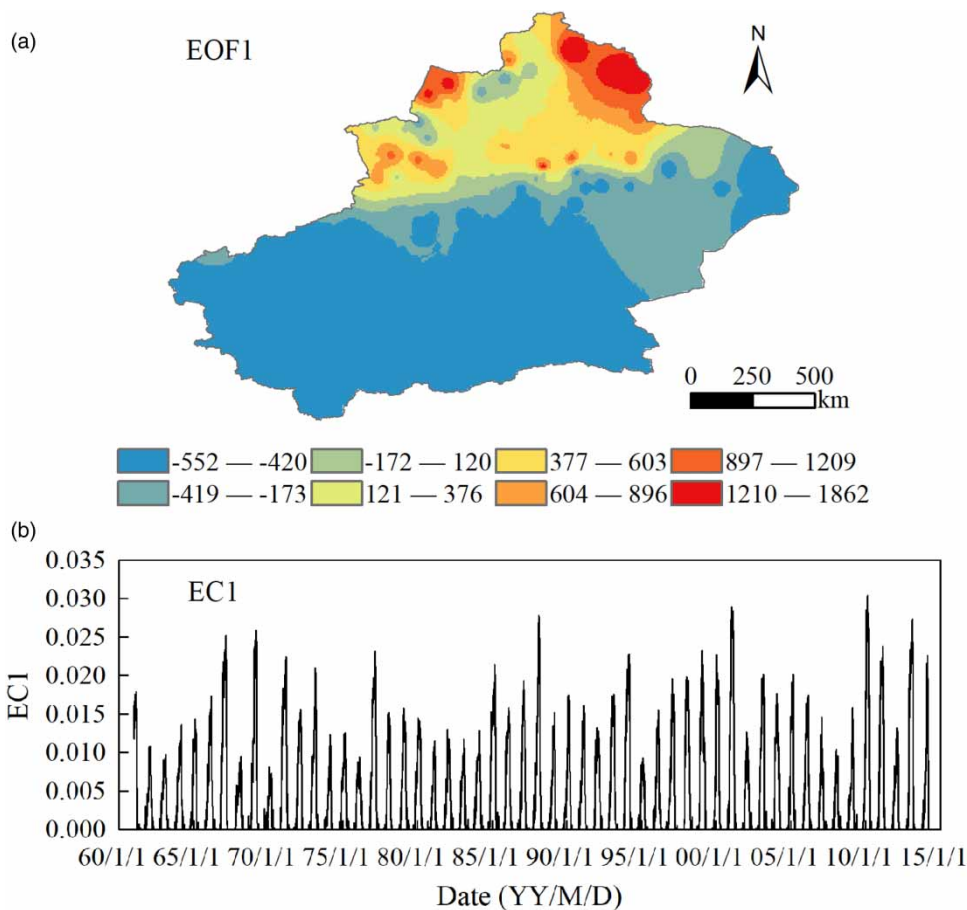 (a)
EOF1
N
0 250 500
km
-552 — -420 -172 — 120 377 — 603 897 — 1209
-419 — -173 121 — 376 604 — 896 1210 — 1862
(b)
EC1
0.035
0.030
0.025
0.020
0.015
0.010
0.005
0.000
EC1
60/1/1 65/1/1 70/1/1 75/1/1 80/1/1 85/1/1 90/1/1 95/1/1 00/1/1 05/1/1 10/1/1 15/1/1
Date (YY/M/D)